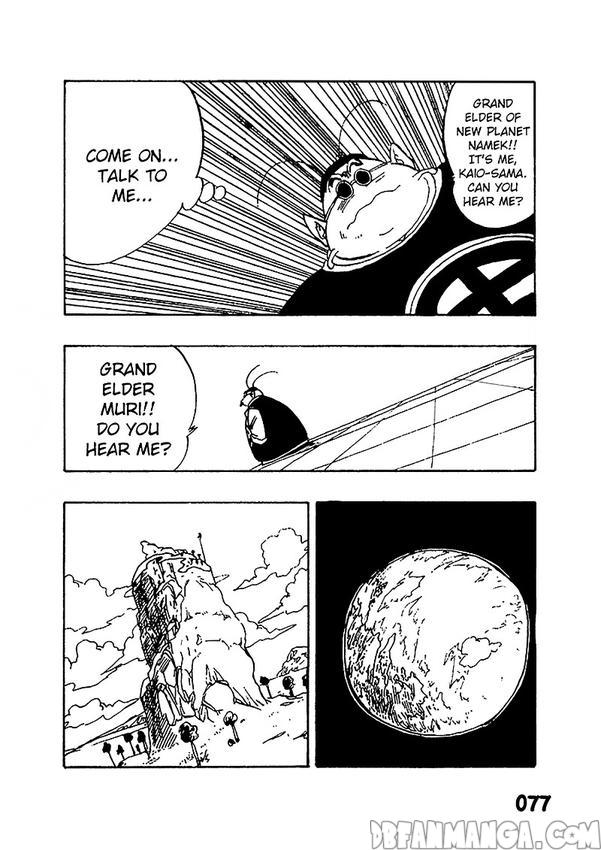 GRAND
ELDER OF
NEW PLANET
NAMEK!!
IT'S ME,
KAIO-SAMA.
CAN YOU
HEAR ME?
COME ON...
TALK TO
ME...
GRAND
ELDER
MURI!!
DO YOU
HEAR ME?
077
DBFANMANGA.COM